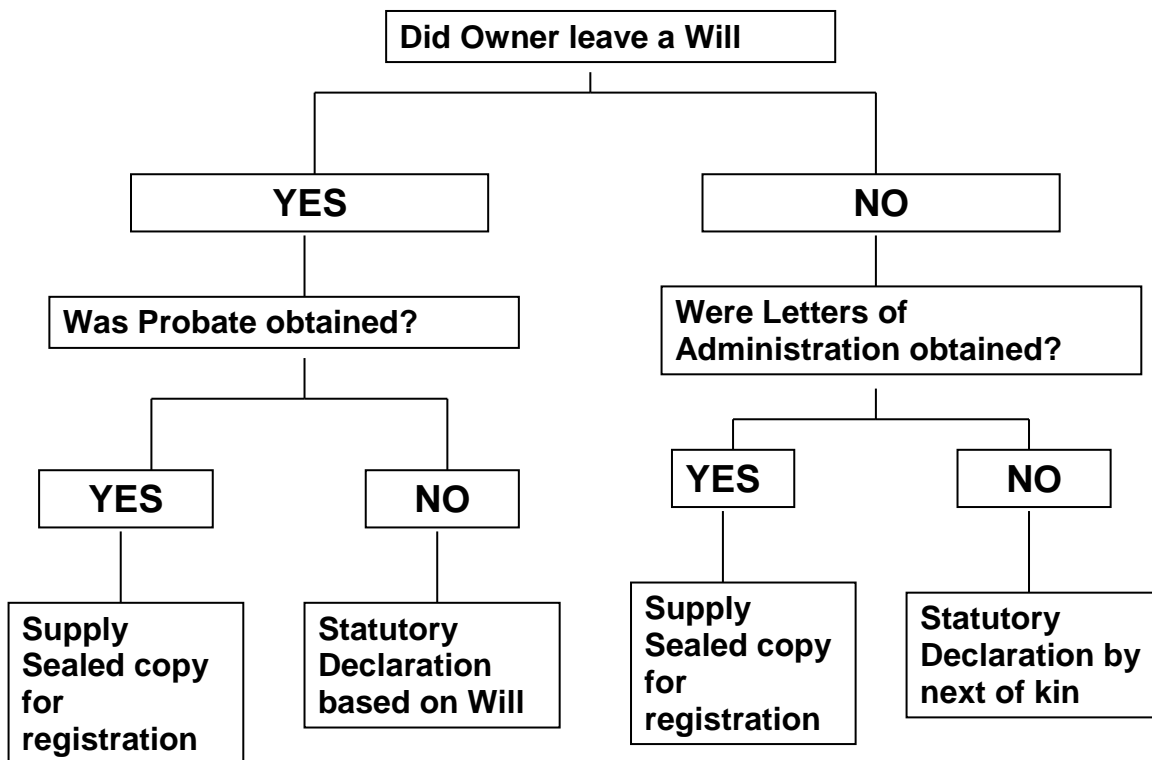 Did Owner leave a Will
YES
NO
Was Probate obtained?
Were Letters of
Administration obtained?
YES
NO
YES
NO
Supply
Sealed copy
for
registration
Statutory
Declaration
based on Will
Supply
Sealed copy
for
registration
Statutory
Declaration by
next of kin